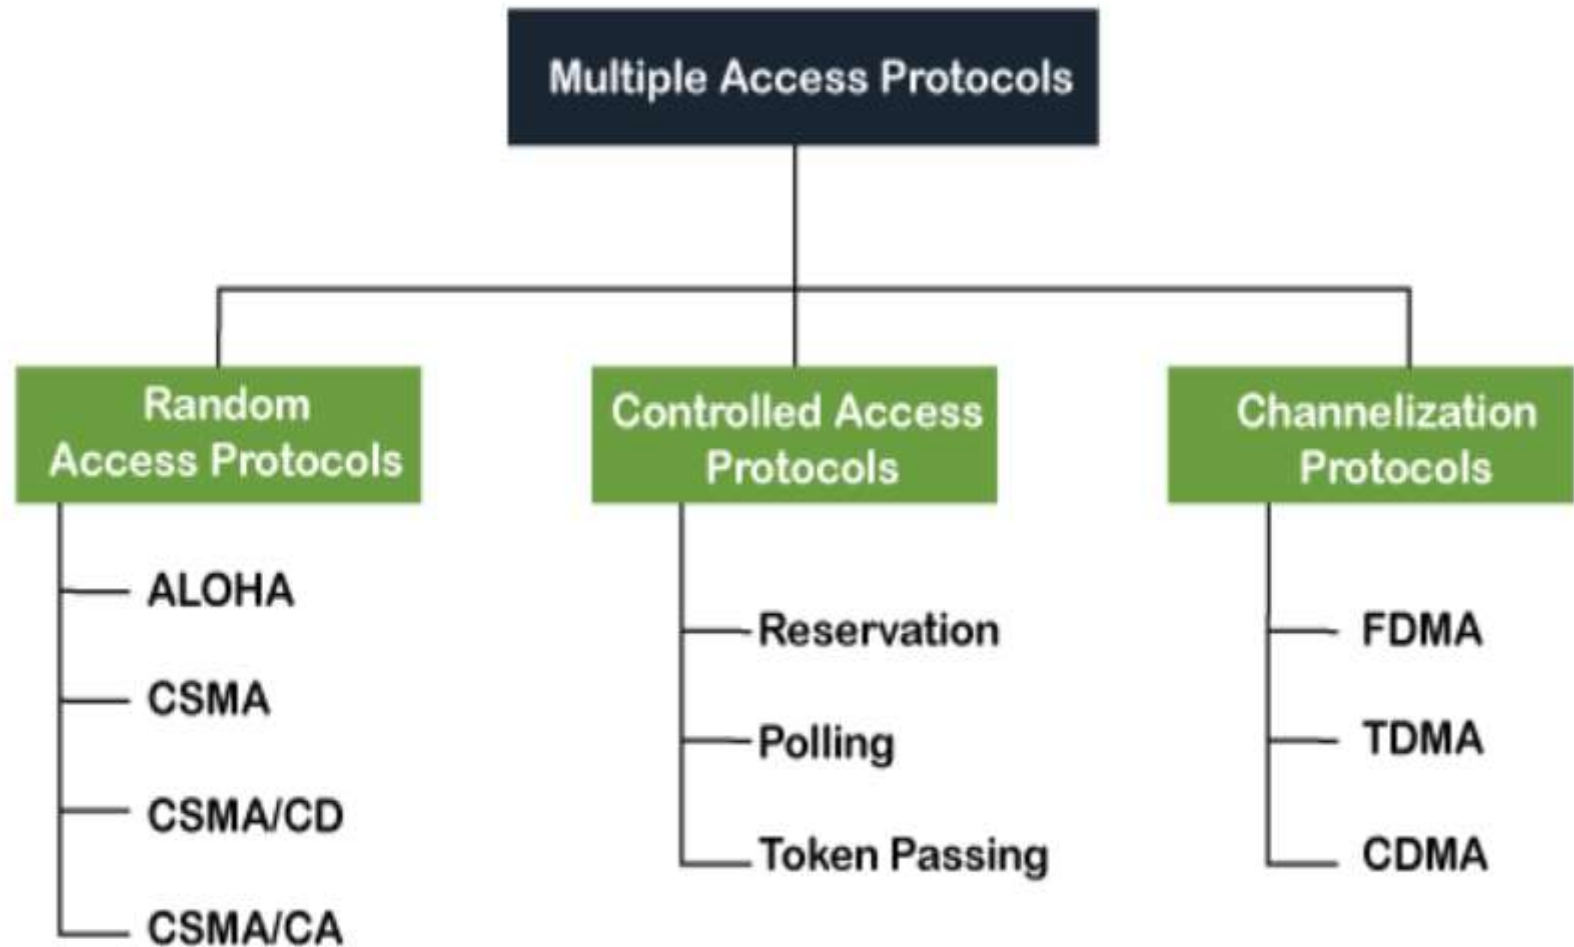 Multiple Access Protocols
Random
Access Protocols
ALOHA
CSMA
CSMA/CD
CSMA/CA
Controlled Access
Protocols
Reservation
Polling
Token Passing
Channelization
Protocols
FDMA
TDMA
CDMA